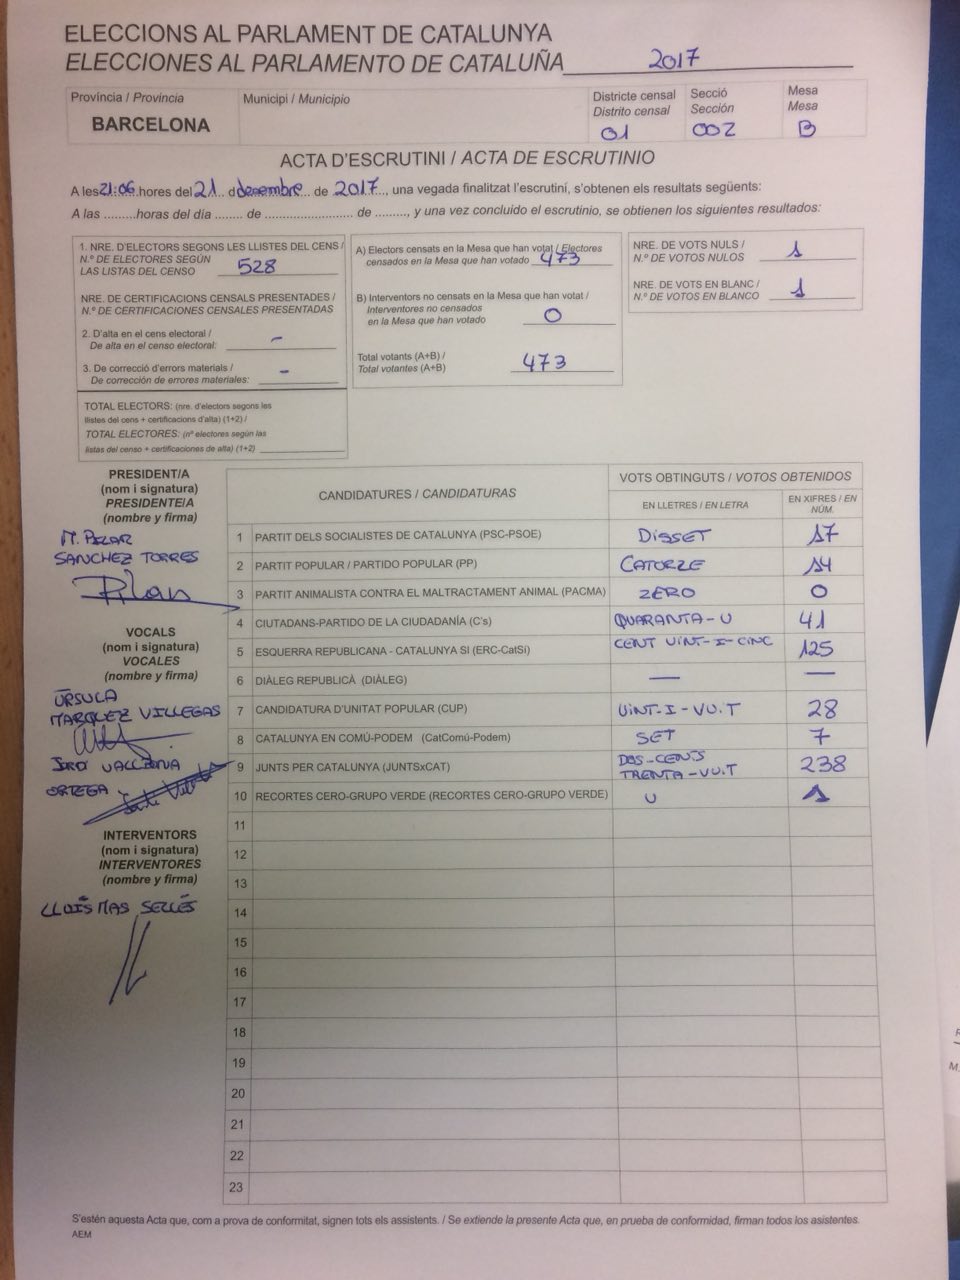 ELECCIONS AL PARLAMENT DE CATALUNYA
ELECCIONES AL PARLAMENTO DE CATALUÑA 2017
Província / Provincia
BARCELONA
Municipi / Municipio
Districte censal
Distrito censal
01
Secció
Sección
002
Mesa
Mesa
B
ACTA D'ESCRUTINI / ACTA DE ESCRUTINIO
A les 21:06 hores del 21 d desembre de 2017, una vegada finalitzat l'escrutini, s'obtenen els resultats següents:
A las .........horas del día ........ de ........................ de ........., y una vez concluido el escrutinio, se obtienen los siguientes resultados:
1. NRE. D'ELECTORS SEGONS LES LLISTES DEL CENS /
N.º DE ELECTORES SEGÚN
LAS LISTAS DEL CENSO 528
NRE. DE CERTIFICACIONS CENSALS PRESENTADES /
N.º DE CERTIFICACIONES CENSALES PRESENTADAS
2. D'alta en el cens electoral /
De alta en el censo electoral: -
3. De correcció d'errors materials /
De corrección de errores materiales: -
TOTAL ELECTORS: (nre. d'electors segons les
llistes del cens + certificacions d'alta) (1+2) /
TOTAL ELECTORES: (nº electores según las
listas del censo + certificaciones de alta) (1+2)
A) Electors censats en la Mesa que han votat / Electores
censados en la Mesa que han votado 473
B) Interventors no censats en la Mesa que han votat /
Interventores no censados
en la Mesa que han votado 0
Total votants (A+B) /
Total votantes (A+B) 473
NRE. DE VOTS NULS /
N.º DE VOTOS NULOS 1
NRE. DE VOTS EN BLANC /
N.º DE VOTOS EN BLANCO 1
PRESIDENT/A
(nom i signatura)
PRESIDENTE/A
(nombre y firma)
M. PILAR
SANCHEZ TORRES
Pilar
VOCALS
(nom i signatura)
VOCALES
(nombre y firma)
ÚRSULA
MARQUEZ VILLEGAS
JORDI VALLBONA
ORTEGA
INTERVENTORS
(nom i signatura)
INTERVENTORES
(nombre y firma)
LLUÍS MAS SELLÉS
CANDIDATURES / CANDIDATURAS
VOTS OBTINGUTS / VOTOS OBTENIDOS
EN LLETRES / EN LETRA
EN XIFRES / EN NÚM.
1 PARTIT DELS SOCIALISTES DE CATALUNYA (PSC-PSOE) DISSET 17
2 PARTIT POPULAR / PARTIDO POPULAR (PP) CATORZE 14
3 PARTIT ANIMALISTA CONTRA EL MALTRACTAMENT ANIMAL (PACMA) ZERO 0
4 CIUTADANS-PARTIDO DE LA CIUDADANÍA (C's) QUARANTA-U 41
5 ESQUERRA REPUBLICANA - CATALUNYA SI (ERC-CatSí) CENT VINT-I-CINC 125
6 DIÀLEG REPUBLICÀ (DIÀLEG) — —
7 CANDIDATURA D'UNITAT POPULAR (CUP) VINT-I-VUIT 28
8 CATALUNYA EN COMÚ-PODEM (CatComú-Podem) SET 7
9 JUNTS PER CATALUNYA (JUNTSxCAT) DOS-CENTS TRENTA-VUIT 238
10 RECORTES CERO-GRUPO VERDE (RECORTES CERO-GRUPO VERDE) U 1
11
12
13
14
15
16
17
18
19
20
21
22
23
S'estén aquesta Acta que, com a prova de conformitat, signen tots els assistents. / Se extiende la presente Acta que, en prueba de conformidad, firman todos los asistentes.
AEM